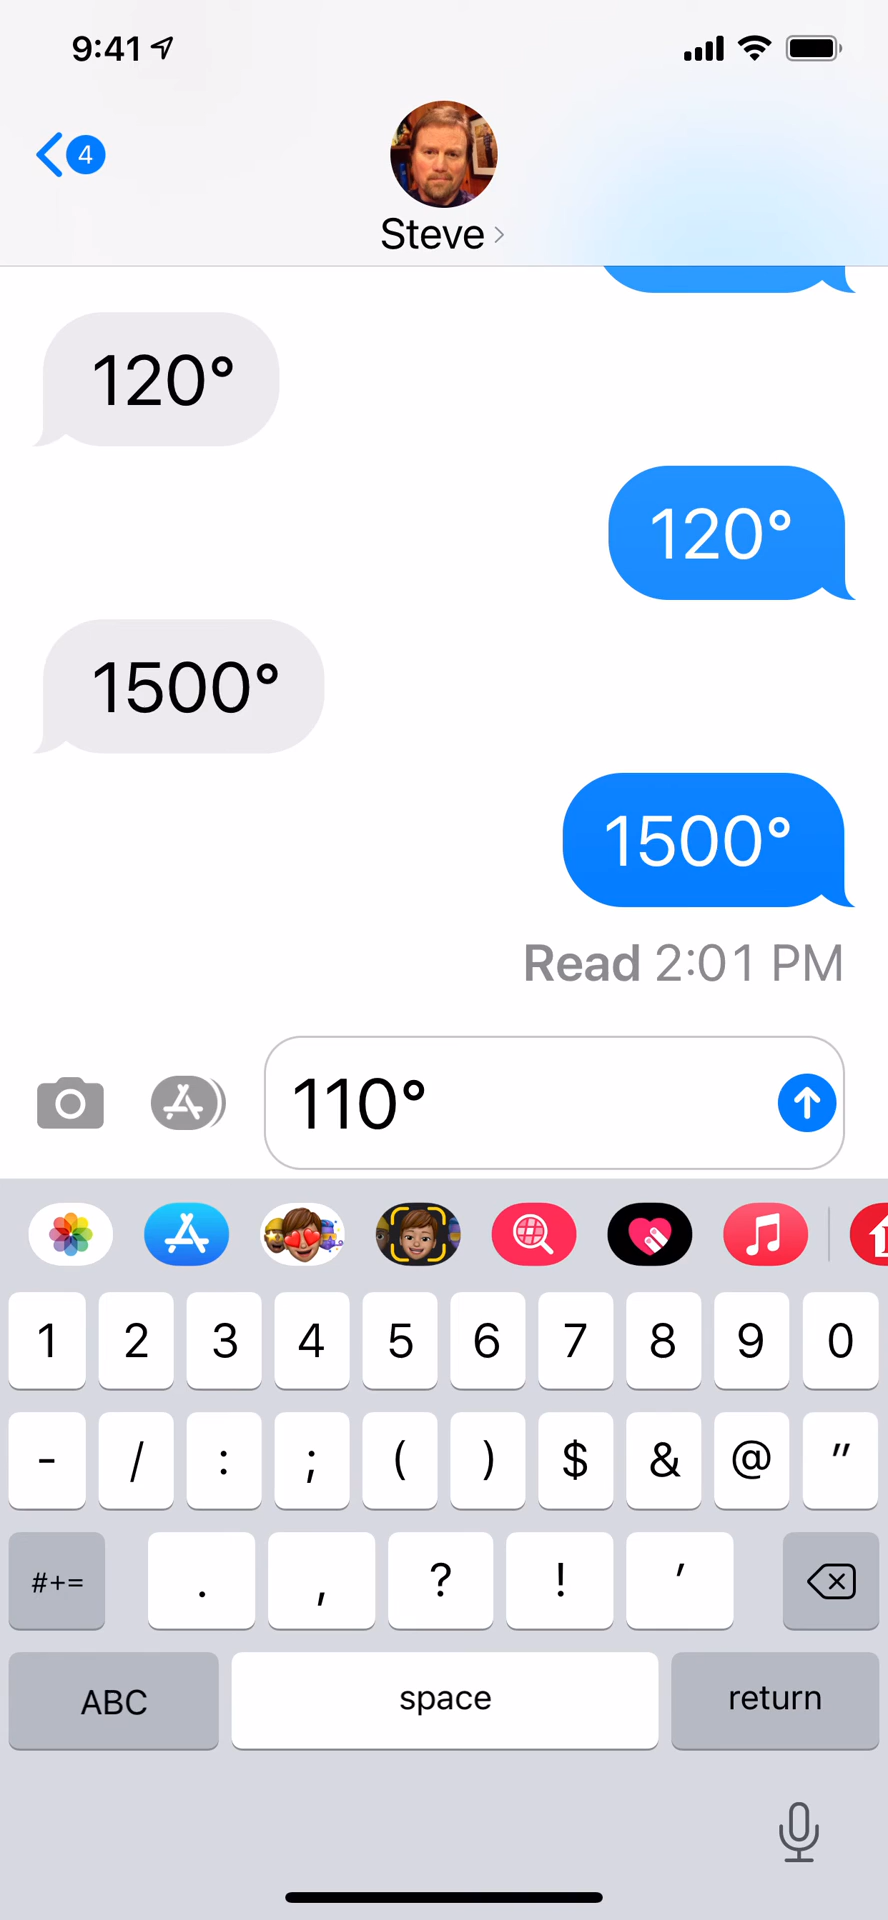 9:41
4
Steve
120°
120°
1500°
1500°
Read 2:01 PM
110°
1 2 3 4 5 6 7 8 9 0
- / : ; ( ) $ & @ "
#+= . , ? ! '
ABC space return